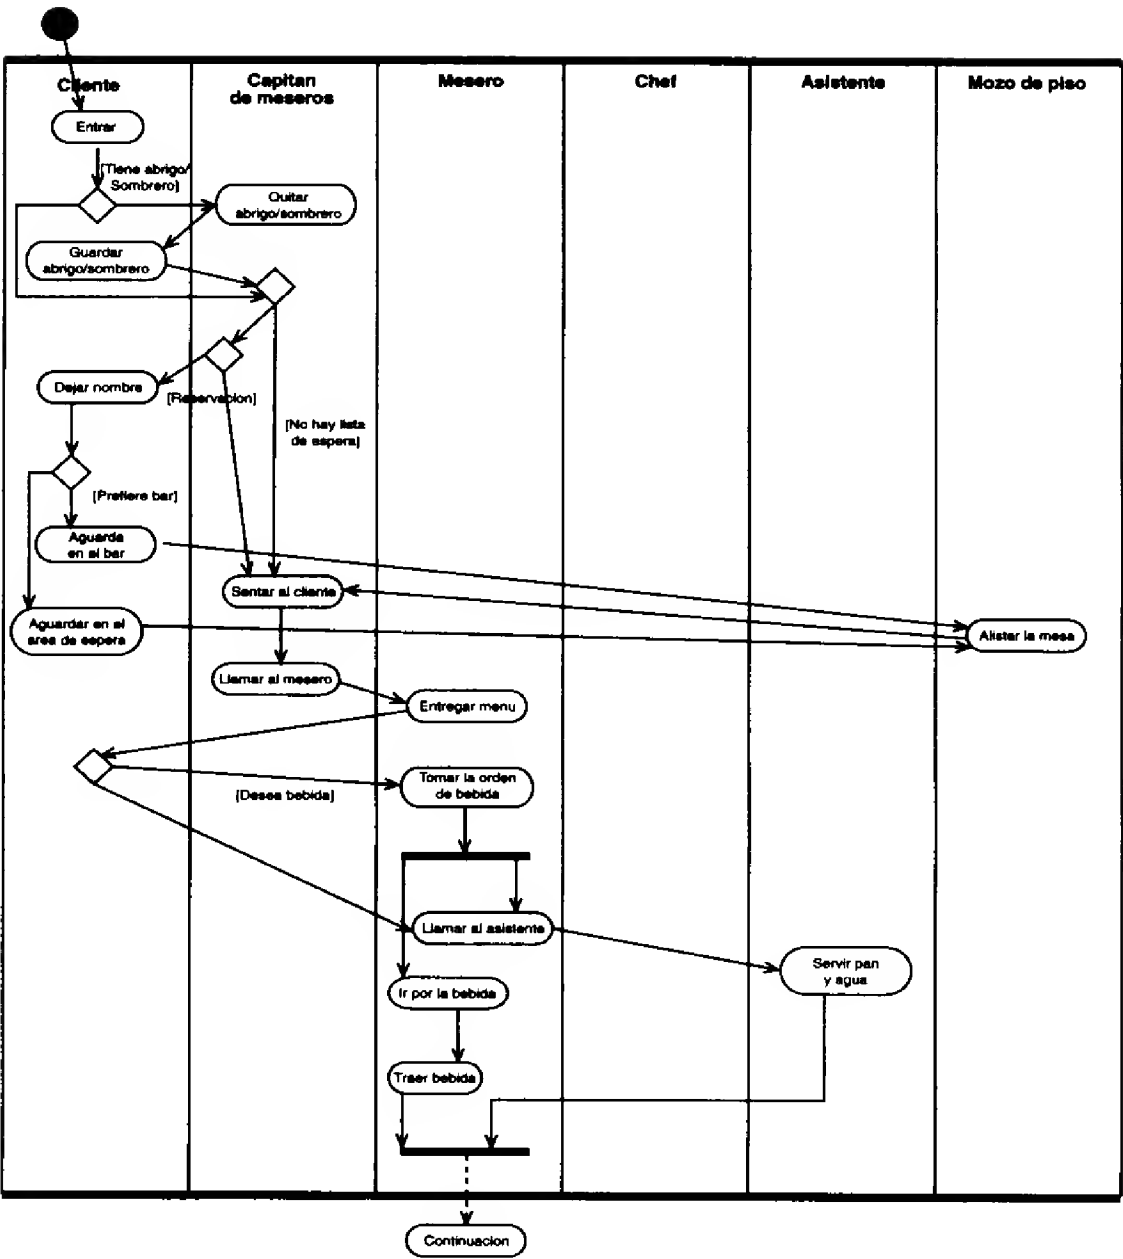 Cliente
Capitan
de meseros
Mesero
Chef
Asistente
Mozo de piso
Entrar
[Tiene abrigo/
Sombrero]
Quitar
abrigo/sombrero
Guardar
abrigo/sombrero
Dejar nombre
[Reservacion]
[No hay lista
de espera]
[Prefiere bar]
Aguarda
en el bar
Sentar al cliente
Aguardar en el
area de espera
Alistar la mesa
Llamar al mesero
Entregar menu
[Desea bebida]
Tomar la orden
de bebida
Llamar al asistente
Servir pan
y agua
Ir por la bebida
Traer bebida
Continuacion